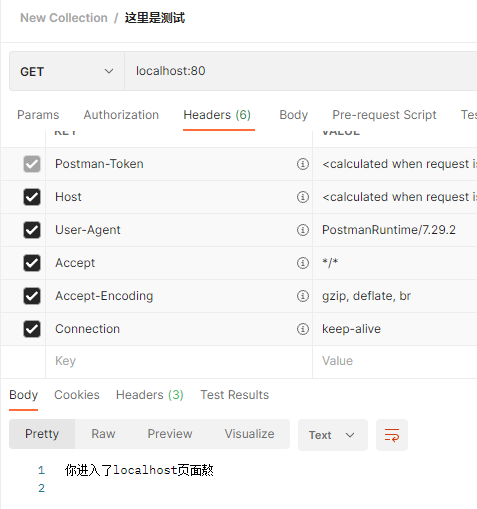 New Collection / 这里是测试
GET localhost:80
Params Authorization Headers (6) Body Pre-request Script Tes
KEY VALUE
Postman-Token <calculated when request is
Host <calculated when request is
User-Agent PostmanRuntime/7.29.2
Accept */*
Accept-Encoding gzip, deflate, br
Connection keep-alive
Key Value
Body Cookies Headers (3) Test Results
Pretty Raw Preview Visualize Text
1 你进入了localhost页面熬
2